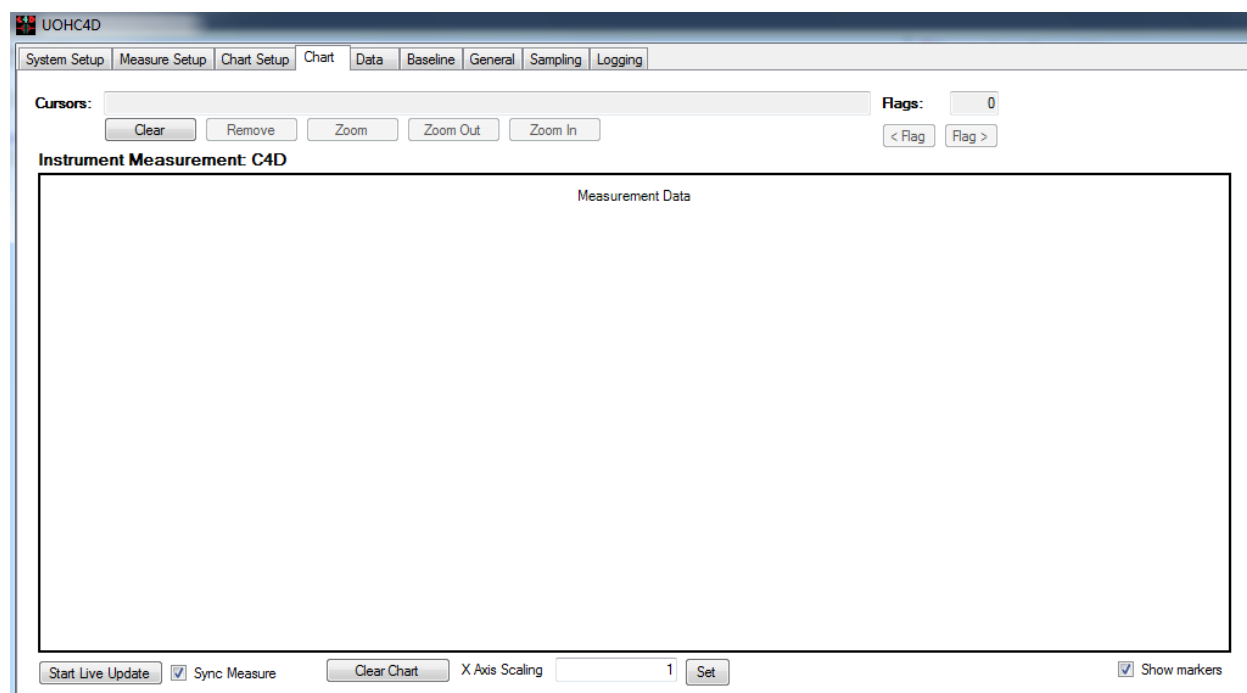 UOHC4D
System Setup Measure Setup Chart Setup Chart Data Baseline General Sampling Logging
Cursors: Flags: 0
Clear Remove Zoom Zoom Out Zoom In < Flag Flag >
Instrument Measurement: C4D
Measurement Data
Start Live Update Sync Measure Clear Chart X Axis Scaling 1 Set Show markers